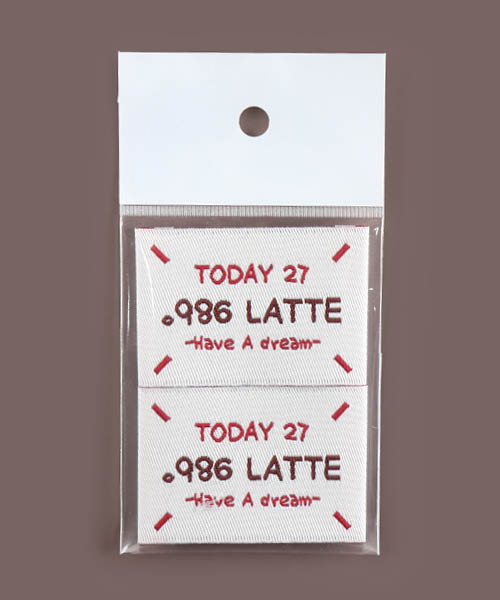 TODAY 27
.986 LATTE
-Have A dream-
TODAY 27
.986 LATTE
-Have A dream-